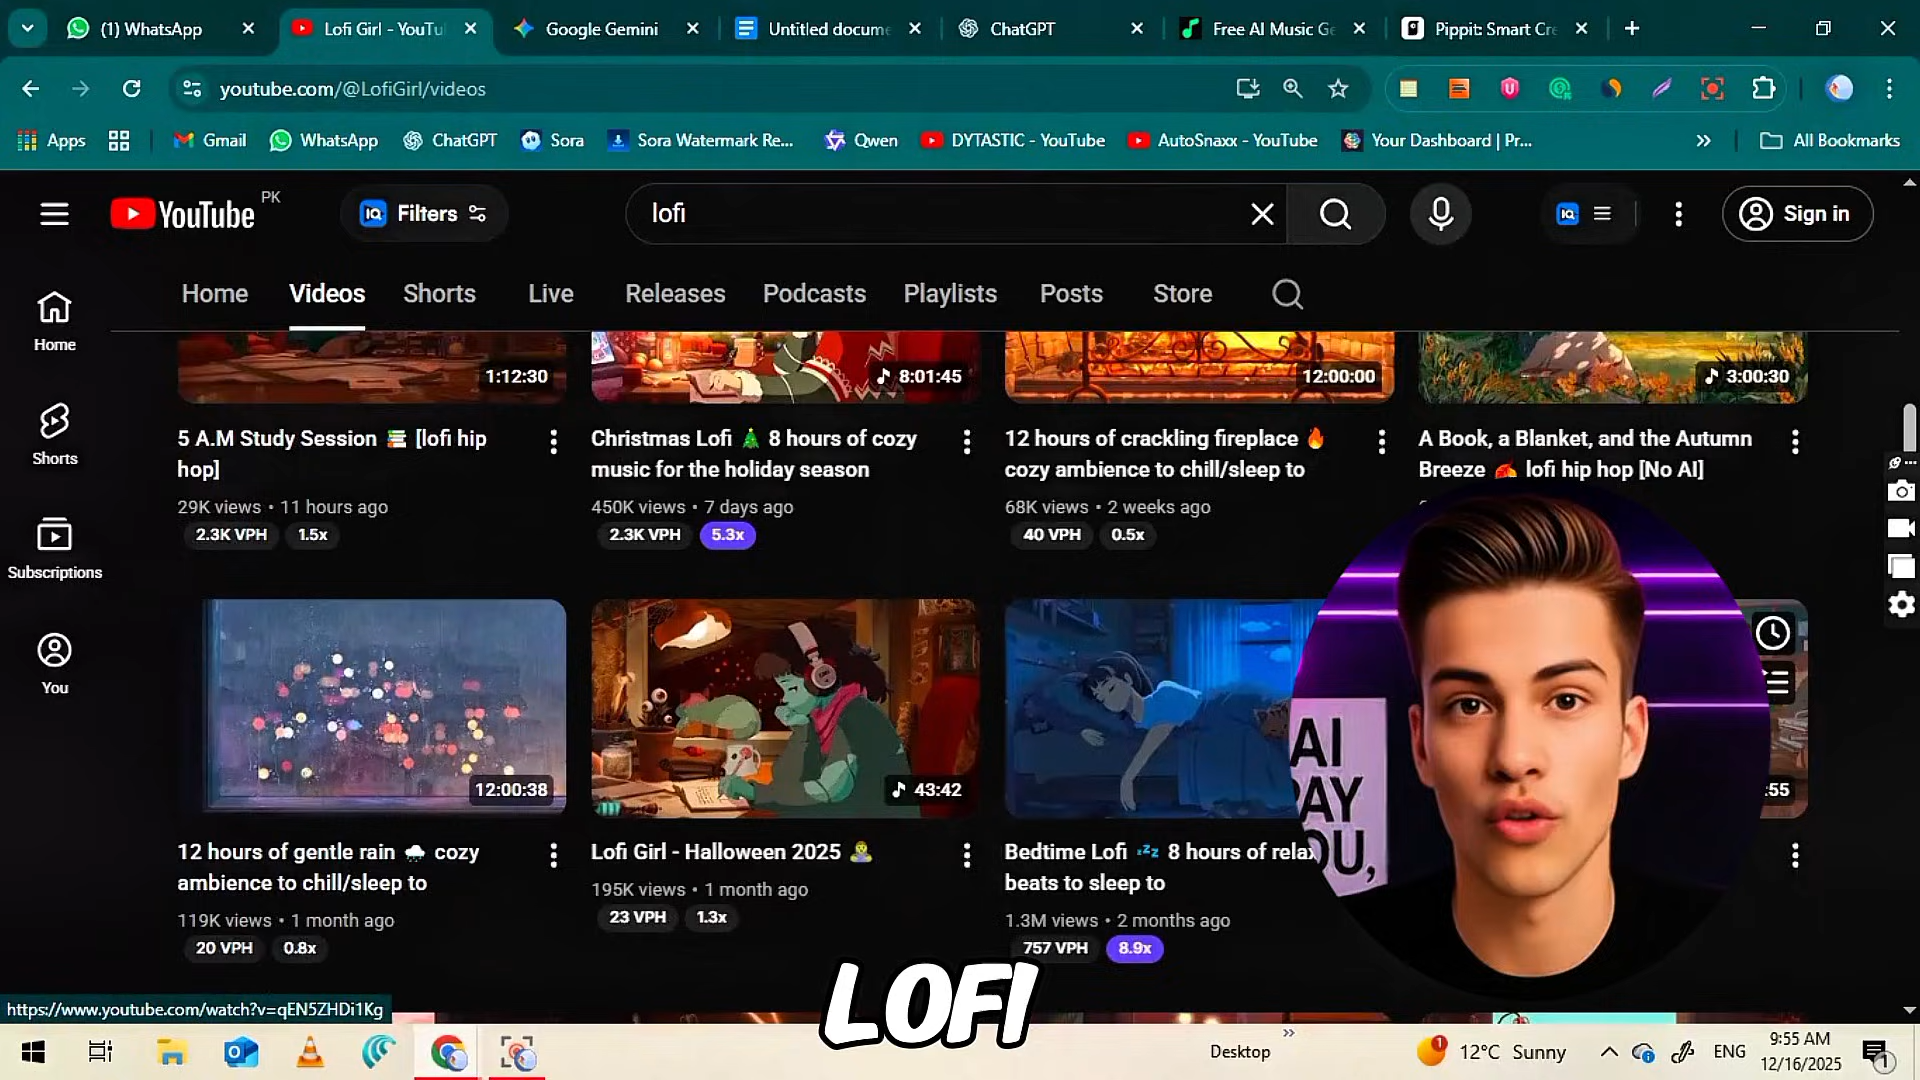 (1) WhatsApp
Lofi Girl - YouTu
Google Gemini
Untitled docume
ChatGPT
Free AI Music Ge
Pippit: Smart Cre
youtube.com/@LofiGirl/videos
Apps
Gmail
WhatsApp
ChatGPT
Sora
Sora Watermark Re...
Qwen
DYTASTIC - YouTube
AutoSnaxx - YouTube
Your Dashboard | Pr...
All Bookmarks
YouTube PK
IQ Filters
lofi
IQ
Sign in
Home
Videos
Shorts
Live
Releases
Podcasts
Playlists
Posts
Store
Home
Shorts
Subscriptions
You
1:12:30
8:01:45
12:00:00
3:00:30
5 A.M Study Session [lofi hip
hop]
29K views • 11 hours ago
2.3K VPH 1.5x
Christmas Lofi 8 hours of cozy
music for the holiday season
450K views • 7 days ago
2.3K VPH 5.3x
12 hours of crackling fireplace
cozy ambience to chill/sleep to
68K views • 2 weeks ago
40 VPH 0.5x
A Book, a Blanket, and the Autumn
Breeze lofi hip hop [No AI]
12:00:38
43:42
:55
12 hours of gentle rain cozy
ambience to chill/sleep to
119K views • 1 month ago
20 VPH 0.8x
Lofi Girl - Halloween 2025
195K views • 1 month ago
23 VPH 1.3x
Bedtime Lofi zzz 8 hours of relax
beats to sleep to
1.3M views • 2 months ago
757 VPH 8.9x
AI
PAY
OU,
LOFI
https://www.youtube.com/watch?v=qEN5ZHDi1Kg
Desktop
1
12°C Sunny
ENG
9:55 AM
12/16/2025
1